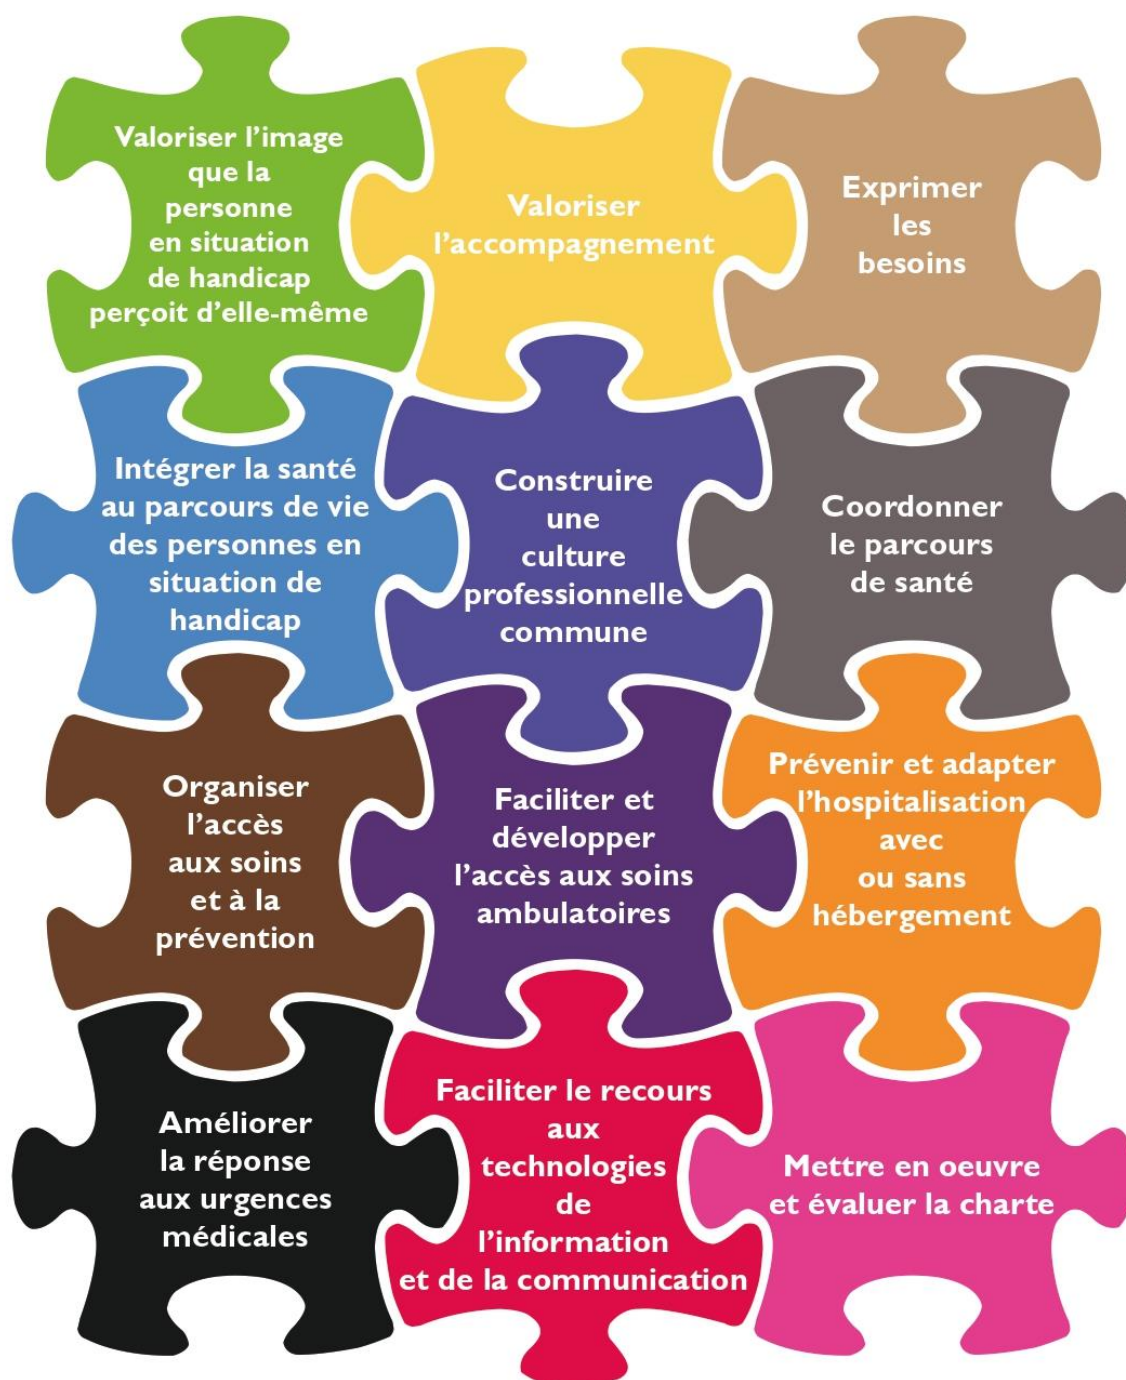 Valoriser l'image
que la
personne
en situation
de handicap
perçoit d'elle-même
Valoriser
l'accompagnement
Exprimer
les
besoins
Intégrer la santé
au parcours de vie
des personnes en
situation de
handicap
Construire
une
culture
professionnelle
commune
Coordonner
le parcours
de santé
Organiser
l'accès
aux soins
et à la
prévention
Faciliter et
développer
l'accès aux soins
ambulatoires
Prévenir et adapter
l'hospitalisation
avec
ou sans
hébergement
Améliorer
la réponse
aux urgences
médicales
Faciliter le recours
aux
technologies
de
l'information
et de la communication
Mettre en oeuvre
et évaluer la charte